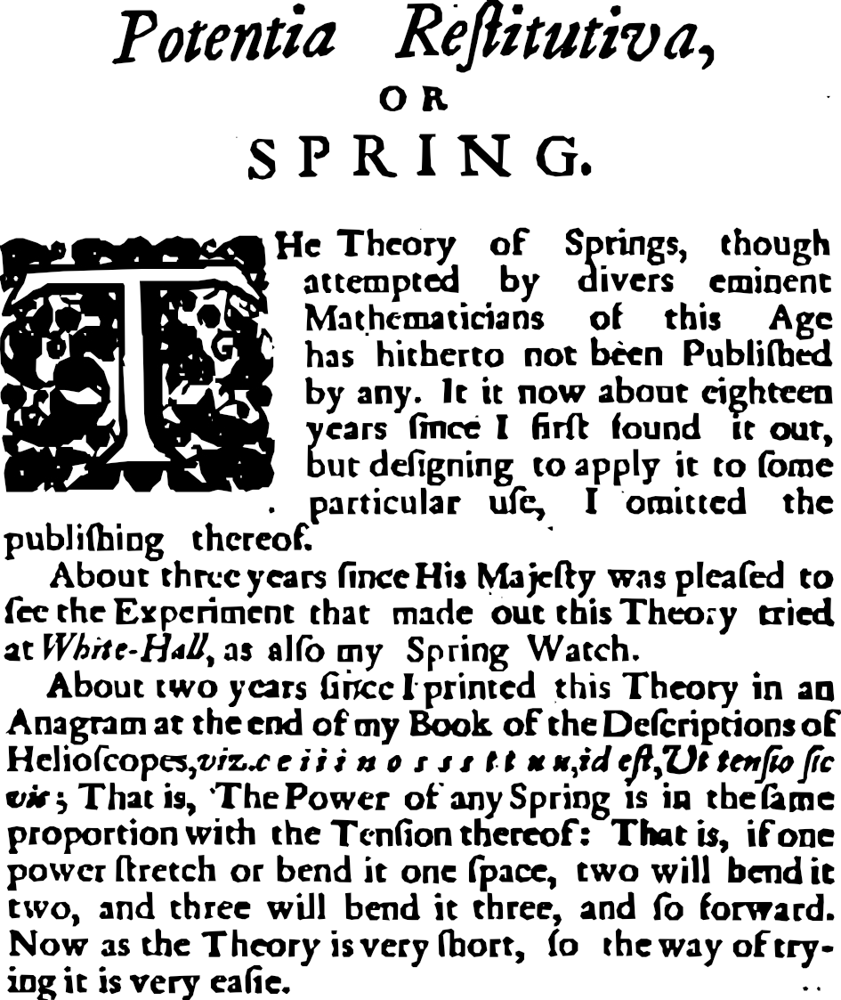 Potentia Reſtitutiva,
OR
SPRING.
THe Theory of Springs, though
attempted by divers eminent
Mathematicians of this Age
has hitherto not been Publiſhed
by any. It it now about eighteen
years ſince I firſt found it out,
but deſigning to apply it to ſome
particular uſe, I omitted the
publiſhing thereof.
About three years ſince His Majeſty was pleaſed to
ſee the Experiment that made out this Theory tried
at White-Hall, as alſo my Spring Watch.
About two years ſince I printed this Theory in an
Anagram at the end of my Book of the Deſcriptions of
Helioſcopes, viz. c e i i i n o s s s t t u u, id eſt, Ut tenſio ſic
vis; That is, The Power of any Spring is in the ſame
proportion with the Tenſion thereof: That is, if one
power ſtretch or bend it one ſpace, two will bend it
two, and three will bend it three, and ſo forward.
Now as the Theory is very ſhort, ſo the way of try-
ing it is very eaſie.